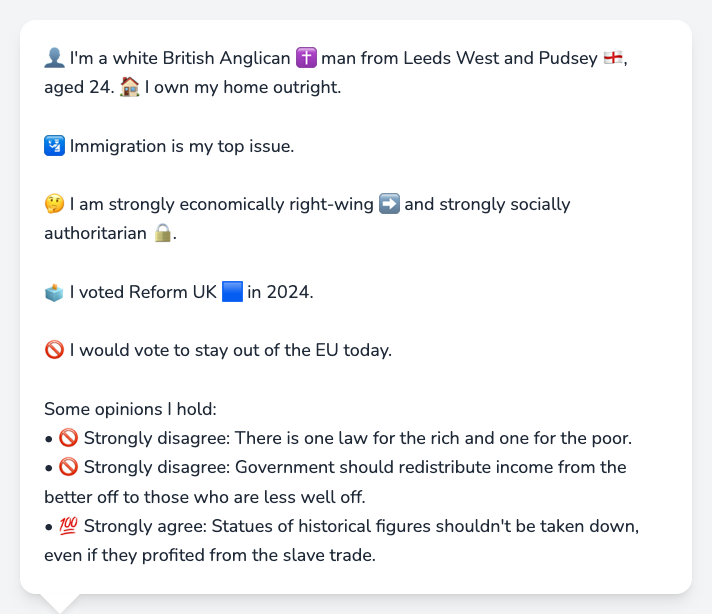 👤 I'm a white British Anglican ✝️ man from Leeds West and Pudsey 🏴󠁧󠁢󠁥󠁮󠁧󠁿,
aged 24. 🏠 I own my home outright.
🛂 Immigration is my top issue.
🤔 I am strongly economically right-wing ➡️ and strongly socially
authoritarian 🔒.
🗳️ I voted Reform UK 🟦 in 2024.
🚫 I would vote to stay out of the EU today.
Some opinions I hold:
• 🚫 Strongly disagree: There is one law for the rich and one for the poor.
• 🚫 Strongly disagree: Government should redistribute income from the
better off to those who are less well off.
• 💯 Strongly agree: Statues of historical figures shouldn't be taken down,
even if they profited from the slave trade.